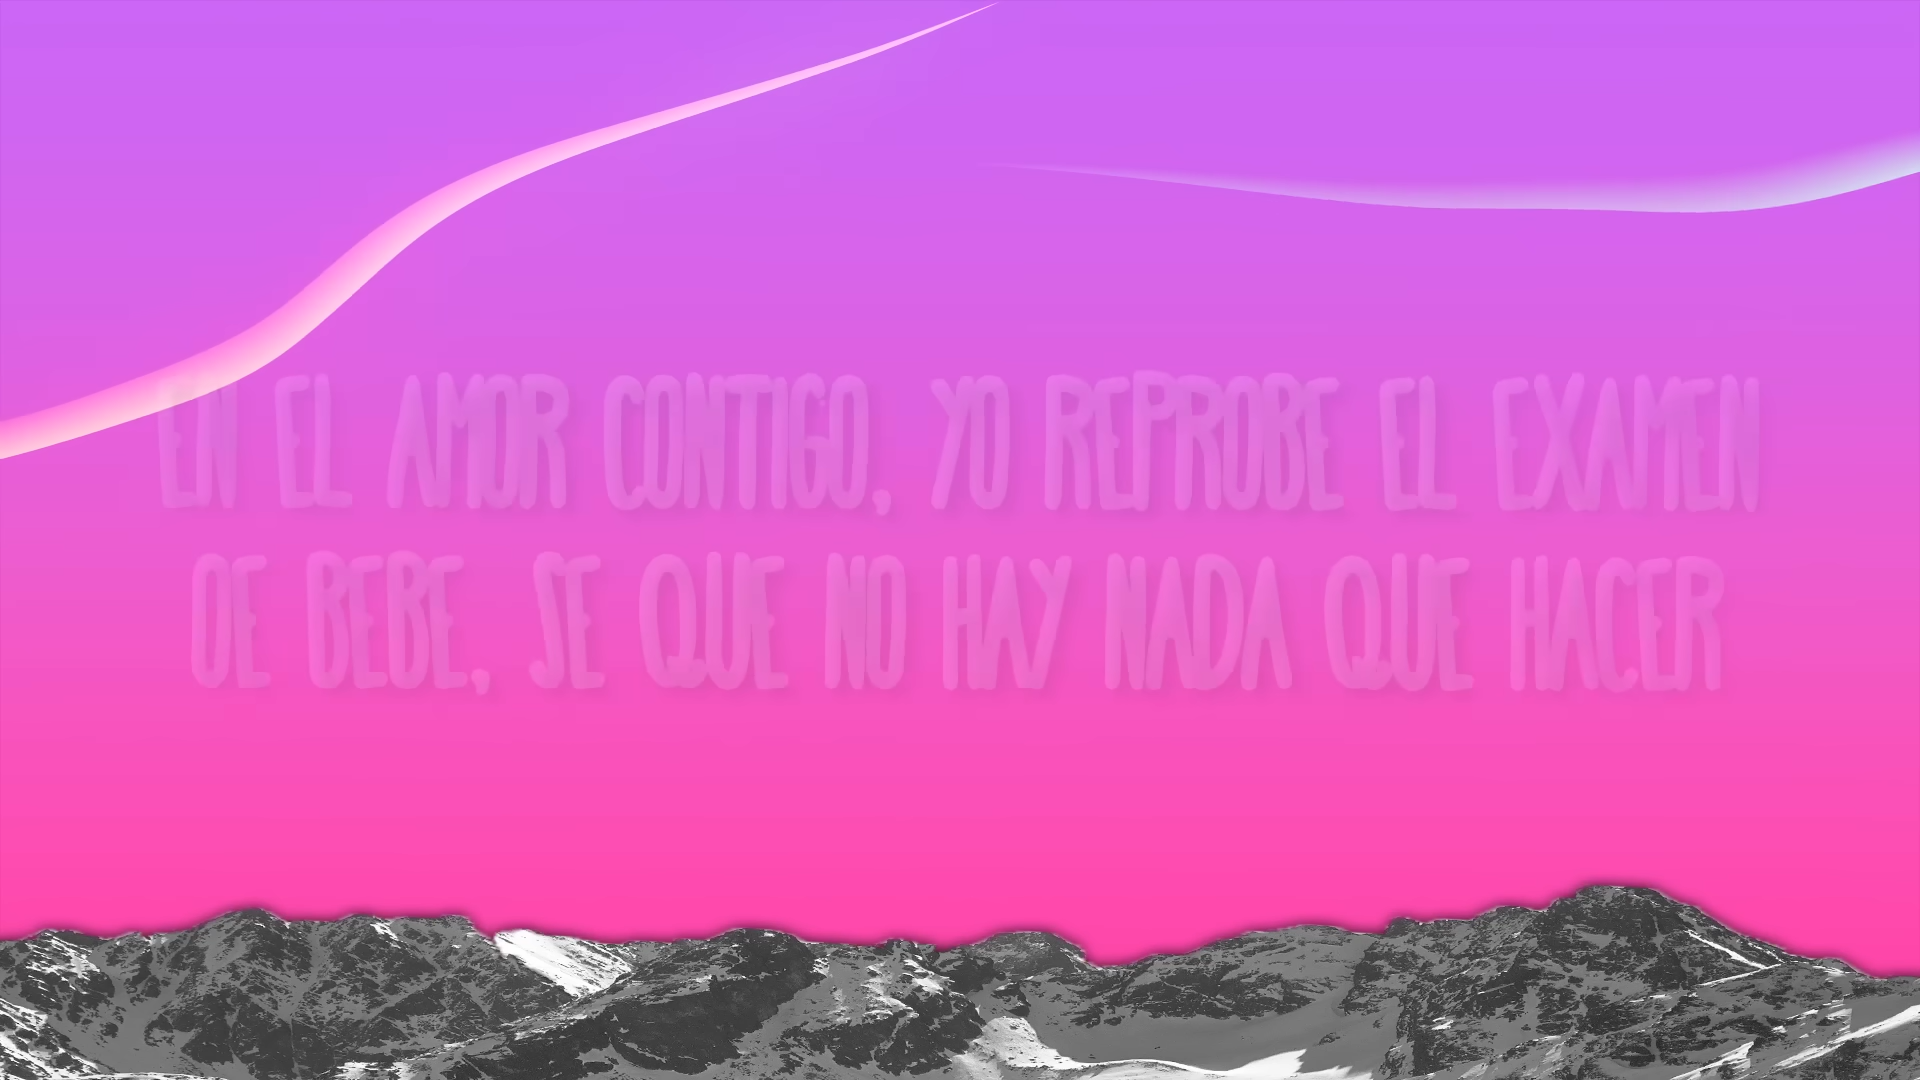 EN EL AMOR CONTIGO, YO REPROBE EL EXAMEN
DE BEBE, SE QUE NO HAY NADA QUE HACER